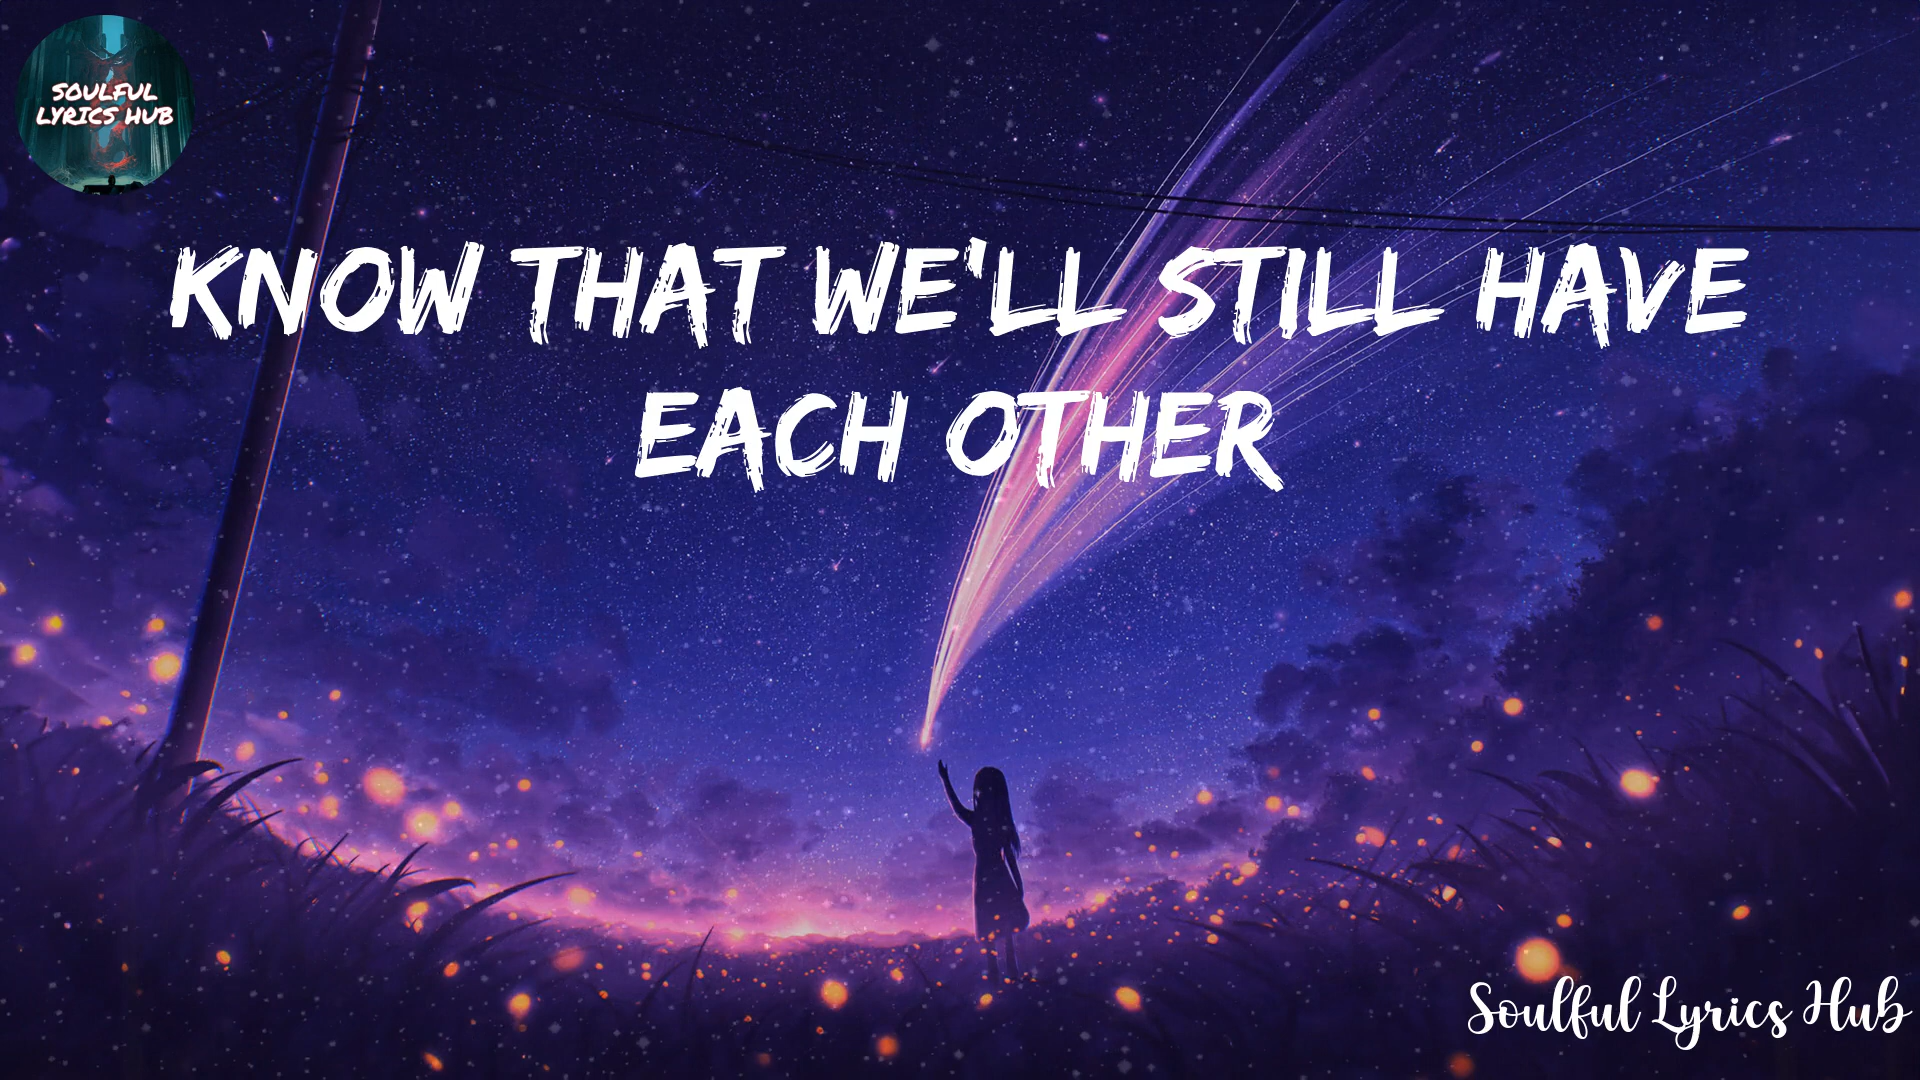 SOULFUL
LYRICS HUB
KNOW THAT WE'LL STILL HAVE
EACH OTHER
Soulful Lyrics Hub